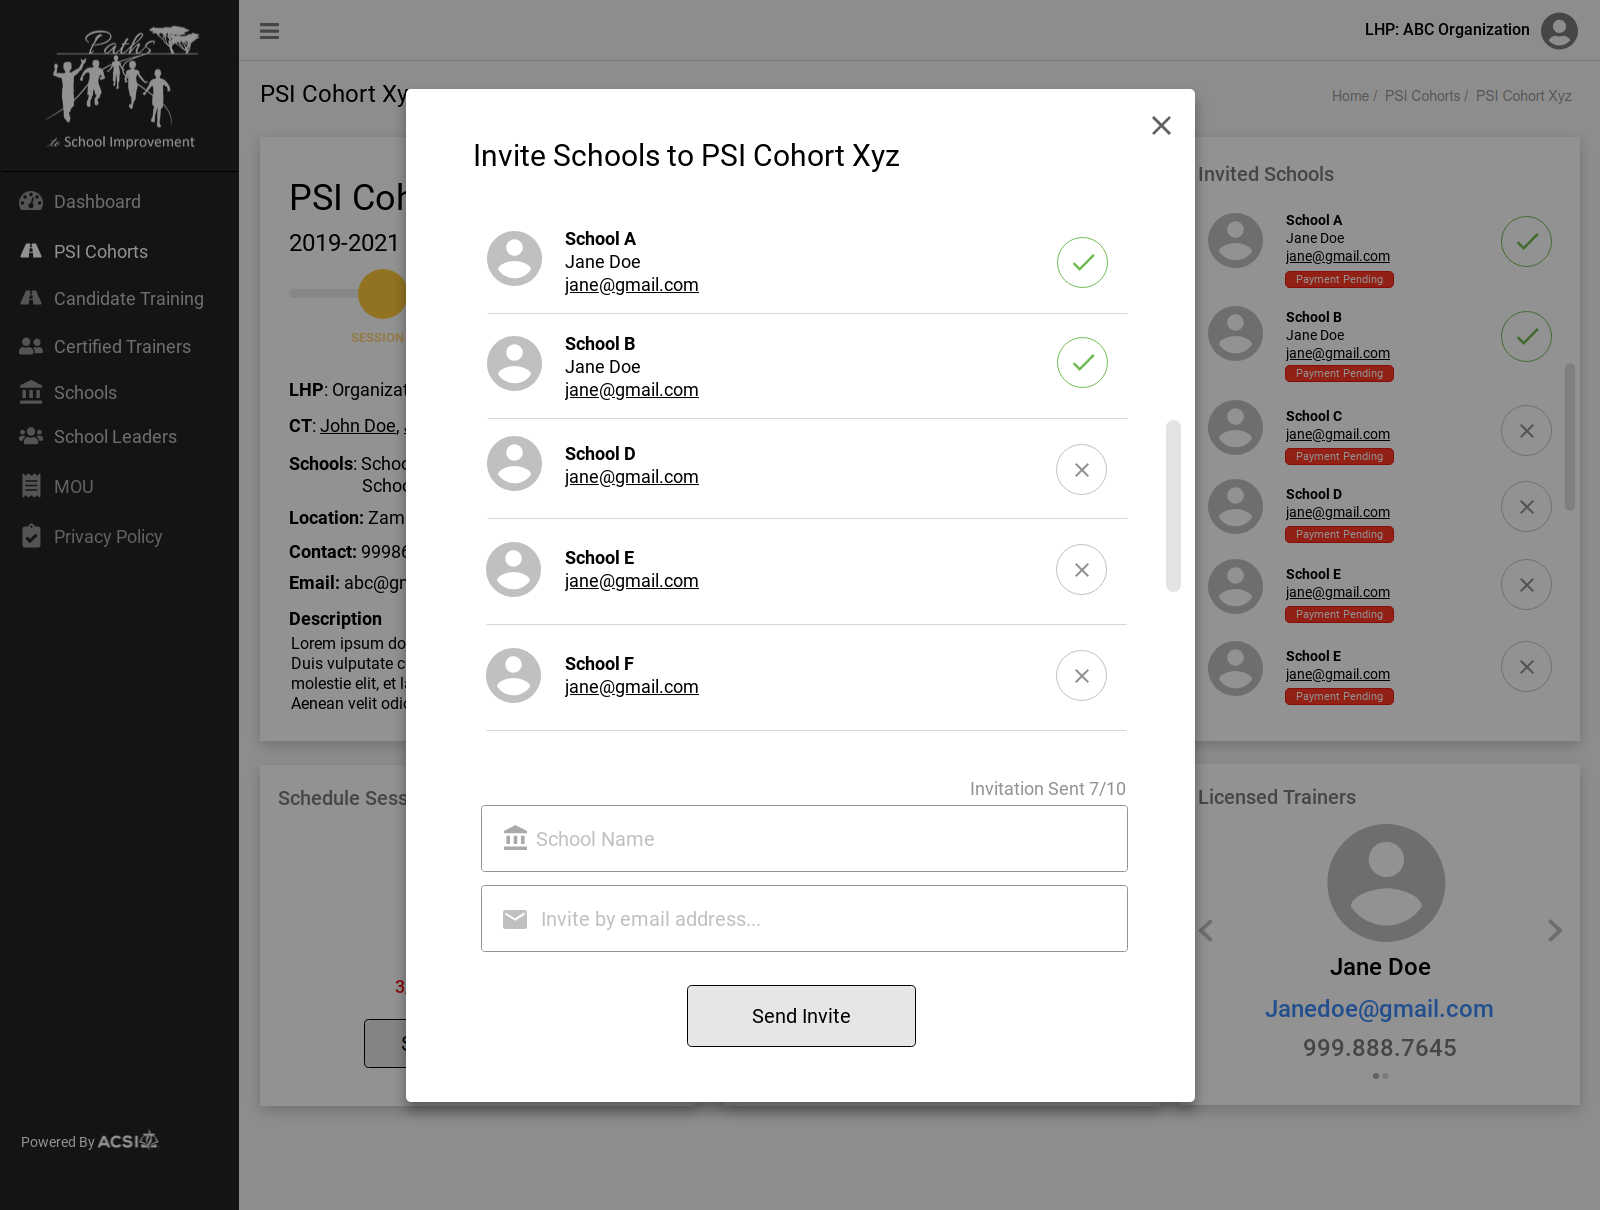 Paths
to School Improvement
Dashboard
PSI Cohorts
Candidate Training
Certified Trainers
Schools
School Leaders
MOU
Privacy Policy
Powered By ACSI
LHP: ABC Organization
PSI Cohort Xy
Home / PSI Cohorts / PSI Cohort Xyz
PSI Coh
2019-2021
SESSION
LHP: Organizat
CT: John Doe,
Schools: Schoo
Schoo
Location: Zam
Contact: 99986
Email: abc@gm
Description
Lorem ipsum do
Duis vulputate c
molestie elit, et la
Aenean velit odio
Schedule Sess
3
S
Invite Schools to PSI Cohort Xyz
School A
Jane Doe
jane@gmail.com
School B
Jane Doe
jane@gmail.com
School D
jane@gmail.com
School E
jane@gmail.com
School F
jane@gmail.com
Invitation Sent 7/10
School Name
Invite by email address...
Send Invite
Invited Schools
School A
Jane Doe
jane@gmail.com
Payment Pending
School B
Jane Doe
jane@gmail.com
Payment Pending
School C
jane@gmail.com
Payment Pending
School D
jane@gmail.com
Payment Pending
School E
jane@gmail.com
Payment Pending
School E
jane@gmail.com
Payment Pending
Licensed Trainers
Jane Doe
Janedoe@gmail.com
999.888.7645